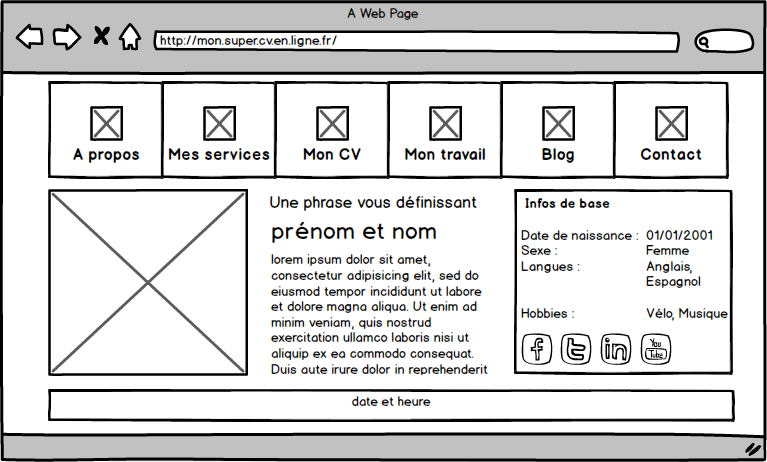 A Web Page
http://mon.super.cv.en.ligne.fr/
A propos
Mes services
Mon CV
Mon travail
Blog
Contact
Une phrase vous définissant
prénom et nom
lorem ipsum dolor sit amet,
consectetur adipisicing elit, sed do
eiusmod tempor incididunt ut labore
et dolore magna aliqua. Ut enim ad
minim veniam, quis nostrud
exercitation ullamco laboris nisi ut
aliquip ex ea commodo consequat.
Duis aute irure dolor in reprehenderit
Infos de base
Date de naissance : 01/01/2001
Sexe : Femme
Langues : Anglais,
Espagnol
Hobbies : Vélo, Musique
f t in You Tube
date et heure